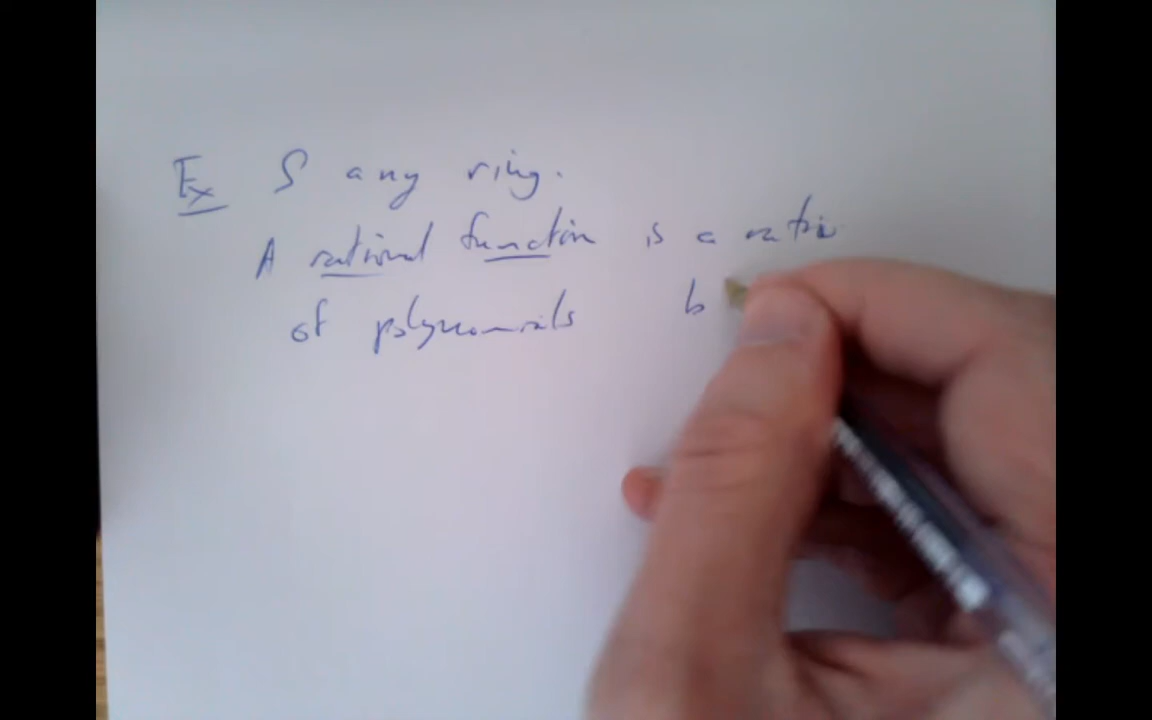 Ex S any ring.
A rational function is a ratio
of polynomials b